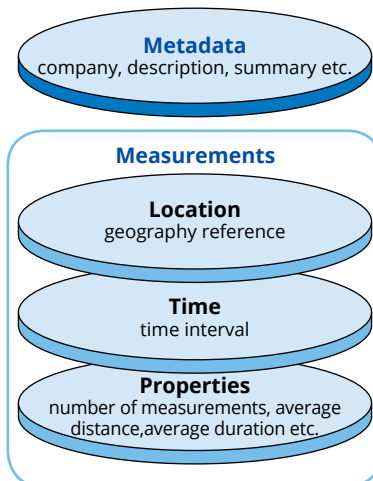 Metadata
company, description, summary etc.
Measurements
Location
geography reference
Time
time interval
Properties
number of measurements, average
distance,average duration etc.